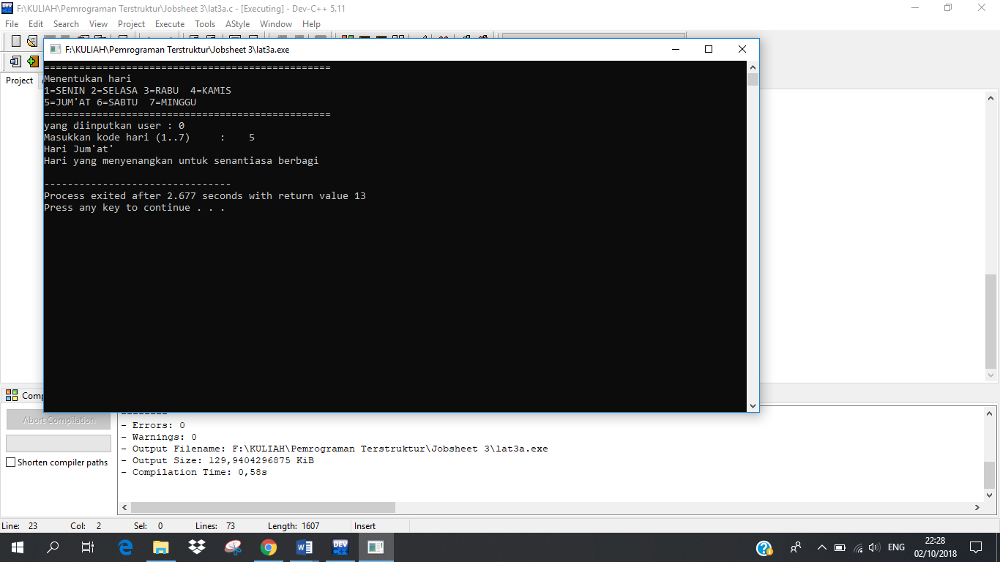 F:\KULIAH\Pemrograman Terstruktur\Jobsheet 3\lat3a.c - [Executing] - Dev-C++ 5.11
File Edit Search View Project Execute Tools AStyle Window Help
F:\KULIAH\Pemrograman Terstruktur\Jobsheet 3\lat3a.exe
Project
=================================================
Menentukan hari
1=SENIN 2=SELASA 3=RABU  4=KAMIS
5=JUM'AT 6=SABTU  7=MINGGU
=================================================
yang diinputkan user : 0
Masukkan kode hari (1..7)     :    5
Hari Jum'at'
Hari yang menyenangkan untuk senantiasa berbagi
--------------------------------
Process exited after 2.677 seconds with return value 13
Press any key to continue . . .
Abort Compilation
Shorten compiler paths
--------
- Errors: 0
- Warnings: 0
- Output Filename: F:\KULIAH\Pemrograman Terstruktur\Jobsheet 3\lat3a.exe
- Output Size: 129,9404296875 KiB
- Compilation Time: 0,58s
Line: 23 Col: 2 Sel: 0 Lines: 73 Length: 1607 Insert
DEV
ENG
22:28
02/10/2018